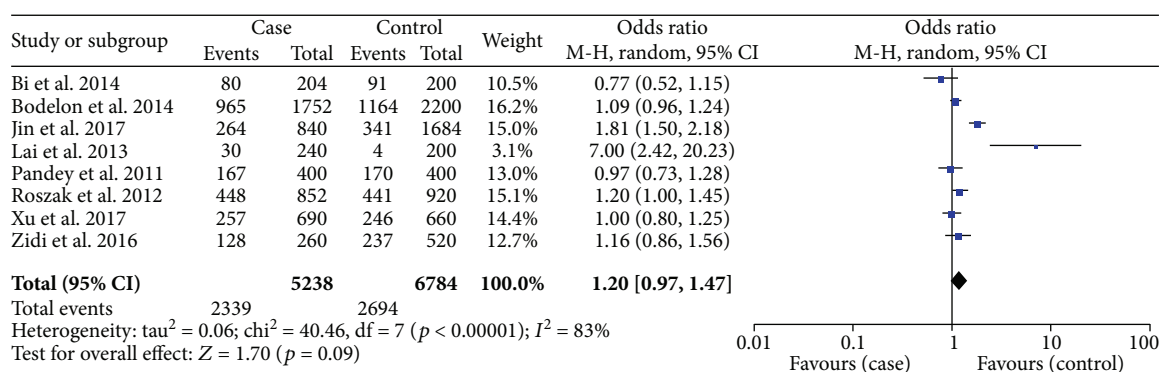 Case Control Odds ratio Odds ratio
Study or subgroup Events Total Events Total Weight M-H, random, 95% CI M-H, random, 95% CI
Bi et al. 2014 80 204 91 200 10.5% 0.77 (0.52, 1.15)
Bodelon et al. 2014 965 1752 1164 2200 16.2% 1.09 (0.96, 1.24)
Jin et al. 2017 264 840 341 1684 15.0% 1.81 (1.50, 2.18)
Lai et al. 2013 30 240 4 200 3.1% 7.00 (2.42, 20.23)
Pandey et al. 2011 167 400 170 400 13.0% 0.97 (0.73, 1.28)
Roszak et al. 2012 448 852 441 920 15.1% 1.20 (1.00, 1.45)
Xu et al. 2017 257 690 246 660 14.4% 1.00 (0.80, 1.25)
Zidi et al. 2016 128 260 237 520 12.7% 1.16 (0.86, 1.56)
Total (95% CI) 5238 6784 100.0% 1.20 [0.97, 1.47]
Total events 2339 2694
Heterogeneity: tau² = 0.06; chi² = 40.46, df = 7 (p < 0.00001); I² = 83%
Test for overall effect: Z = 1.70 (p = 0.09)
0.01 0.1 1 10 100
Favours (case) Favours (control)